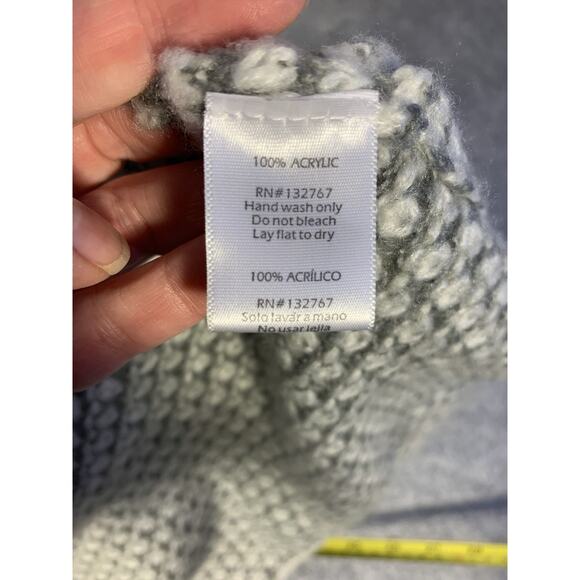 100% ACRYLIC
RN#132767
Hand wash only
Do not bleach
Lay flat to dry
100% ACRÍLICO
RN#132767
Solo lavar a mano
No usar lejia